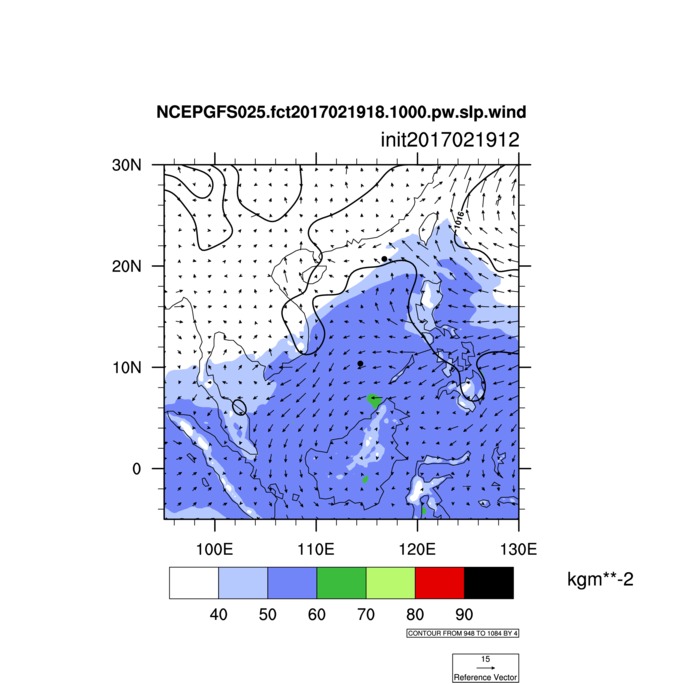 NCEPGFS025.fct2017021918.1000.pw.slp.wind
init2017021912
30N
1016
20N
10N
0
100E 110E 120E 130E
kgm**-2
40 50 60 70 80 90
CONTOUR FROM 948 TO 1084 BY 4
15
Reference Vector